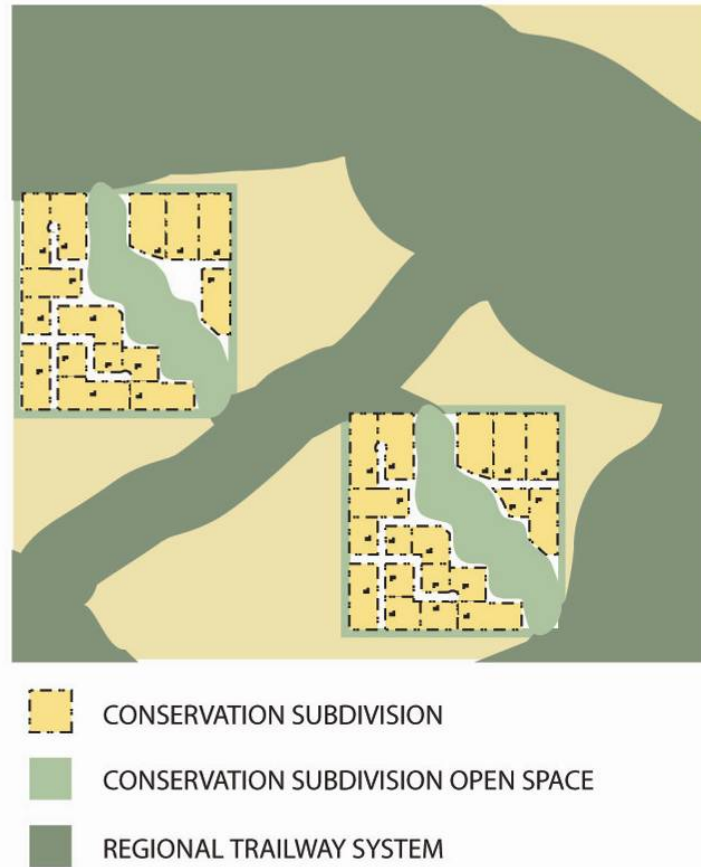 CONSERVATION SUBDIVISION
CONSERVATION SUBDIVISION OPEN SPACE
REGIONAL TRAILWAY SYSTEM